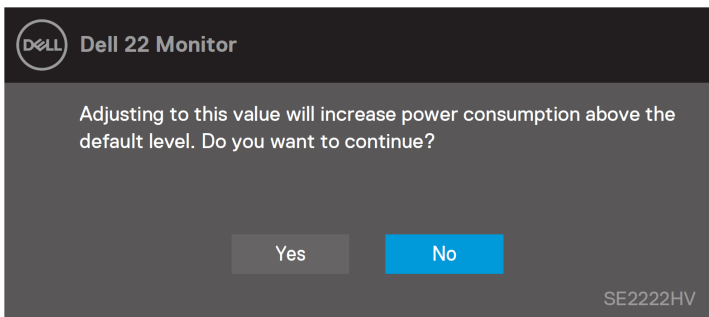 DELL Dell 22 Monitor
Adjusting to this value will increase power consumption above the
default level. Do you want to continue?
Yes No
SE2222HV